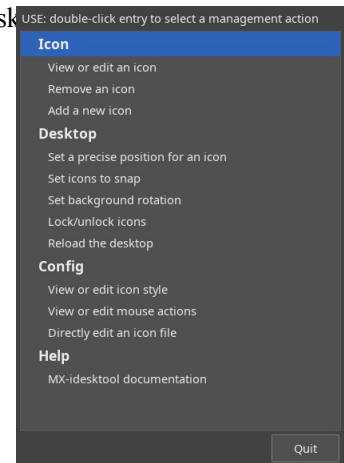 sk
USE: double-click entry to select a management action
Icon
View or edit an icon
Remove an icon
Add a new icon
Desktop
Set a precise position for an icon
Set icons to snap
Set background rotation
Lock/unlock icons
Reload the desktop
Config
View or edit icon style
View or edit mouse actions
Directly edit an icon file
Help
MX-idesktool documentation
Quit